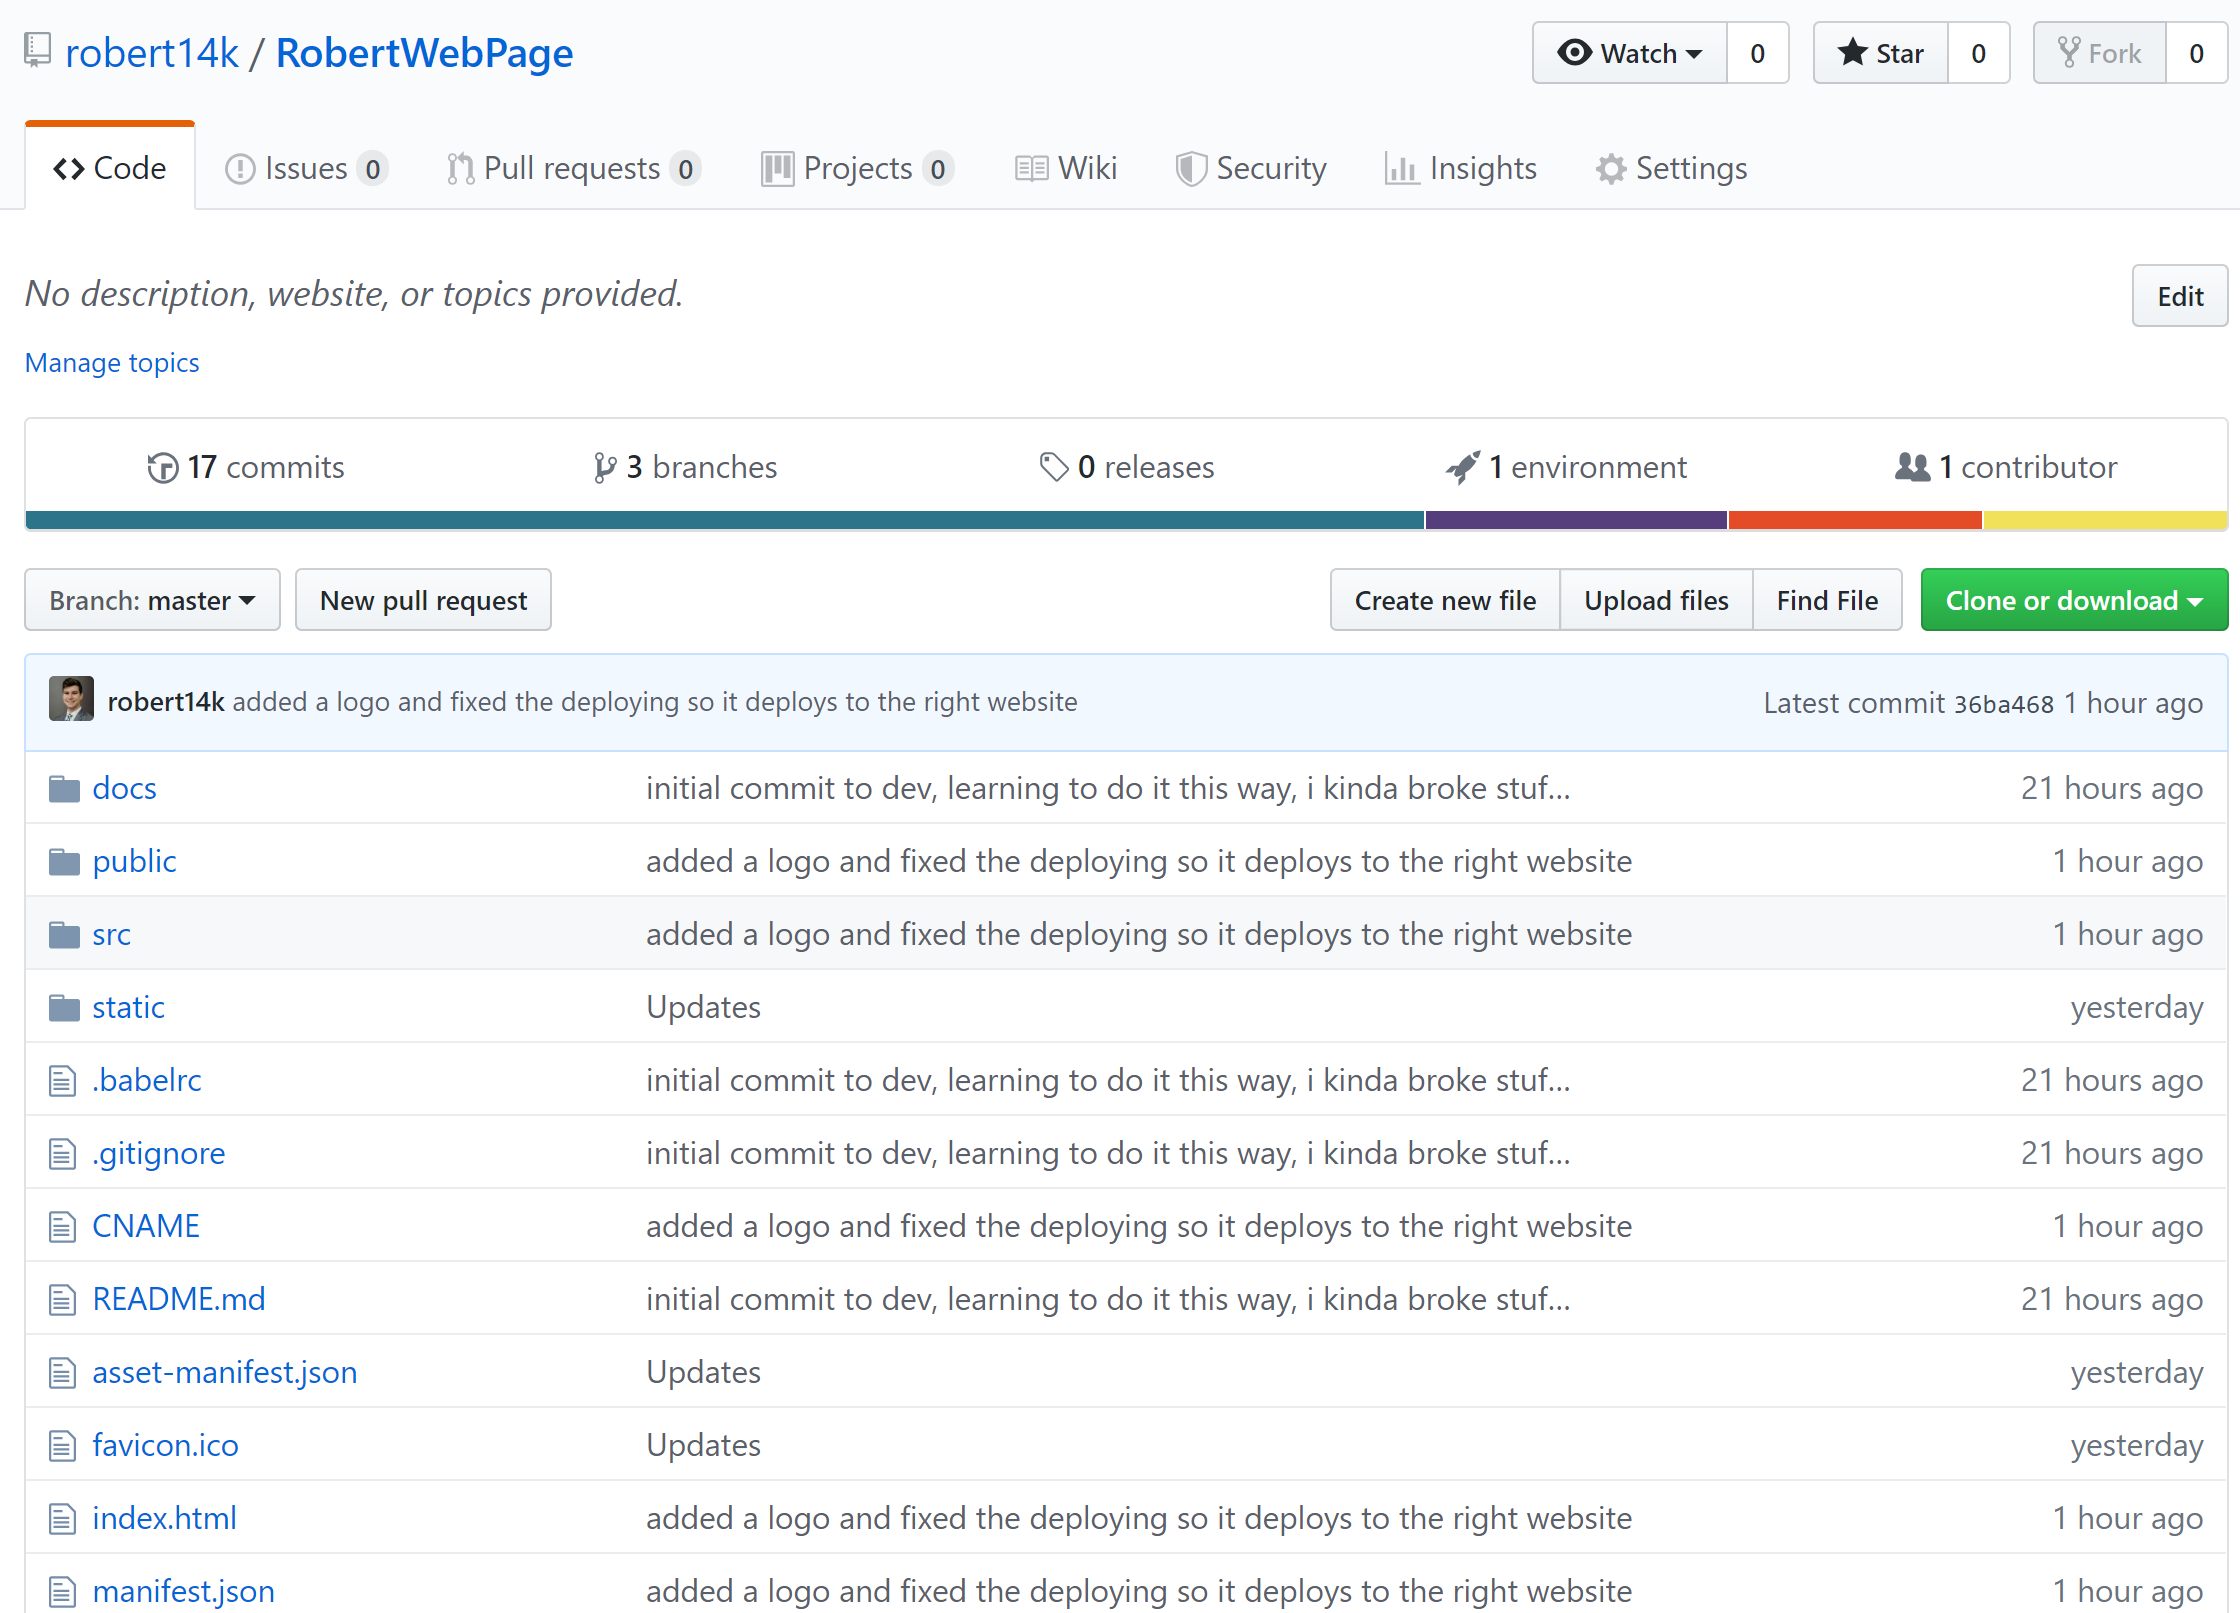 robert14k / RobertWebPage
Watch 0 Star 0 Fork 0
Code Issues 0 Pull requests 0 Projects 0 Wiki Security Insights Settings
No description, website, or topics provided.
Edit
Manage topics
17 commits 3 branches 0 releases 1 environment 1 contributor
Branch: master New pull request Create new file Upload files Find File Clone or download
robert14k added a logo and fixed the deploying so it deploys to the right website Latest commit 36ba468 1 hour ago
docs initial commit to dev, learning to do it this way, i kinda broke stuf… 21 hours ago
public added a logo and fixed the deploying so it deploys to the right website 1 hour ago
src added a logo and fixed the deploying so it deploys to the right website 1 hour ago
static Updates yesterday
.babelrc initial commit to dev, learning to do it this way, i kinda broke stuf… 21 hours ago
.gitignore initial commit to dev, learning to do it this way, i kinda broke stuf… 21 hours ago
CNAME added a logo and fixed the deploying so it deploys to the right website 1 hour ago
README.md initial commit to dev, learning to do it this way, i kinda broke stuf… 21 hours ago
asset-manifest.json Updates yesterday
favicon.ico Updates yesterday
index.html added a logo and fixed the deploying so it deploys to the right website 1 hour ago
manifest.json added a logo and fixed the deploying so it deploys to the right website 1 hour ago